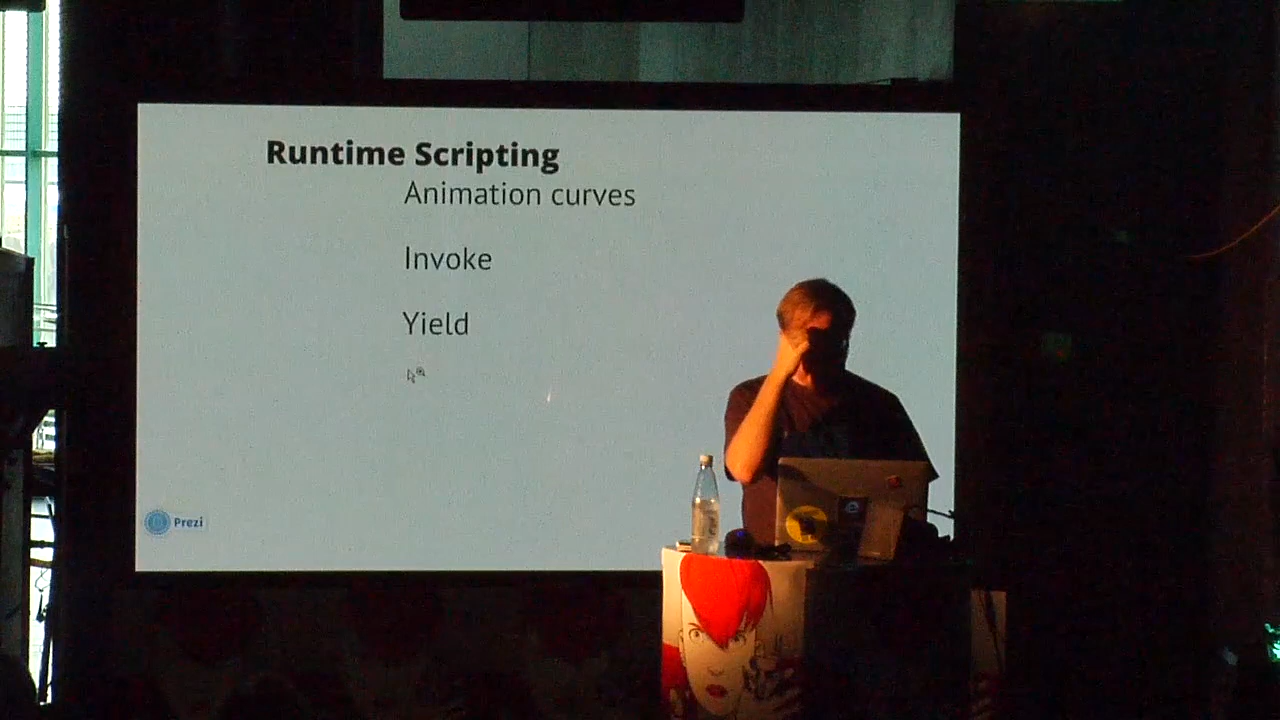 Runtime Scripting
Animation curves
Invoke
Yield
Prezi